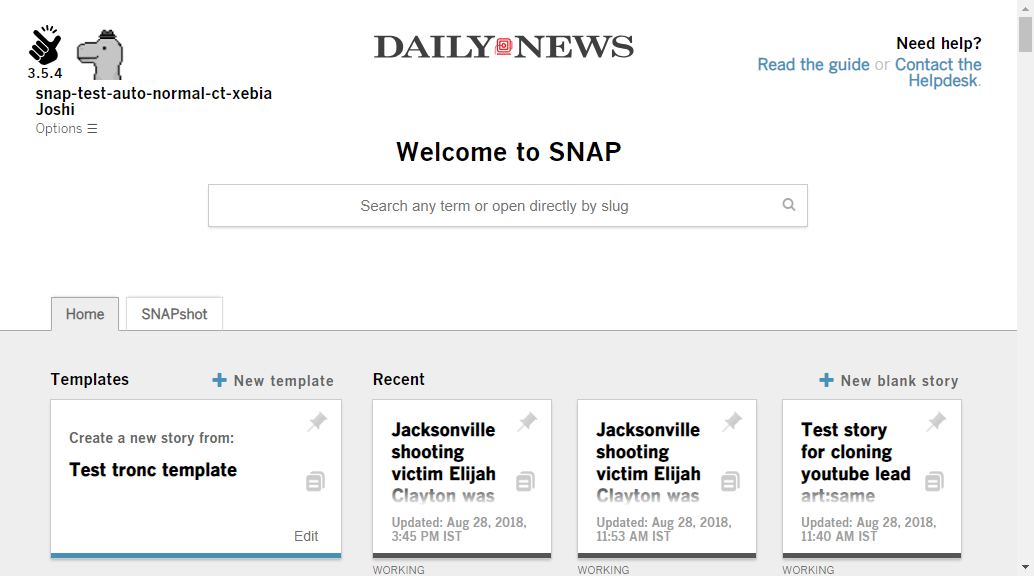 3.5.4
snap-test-auto-normal-ct-xebia
Joshi
Options ☰
DAILY NEWS
Need help?
Read the guide or Contact the
Helpdesk.
Welcome to SNAP
Search any term or open directly by slug
Home
SNAPshot
Templates
New template
Create a new story from:
Test tronc template
Edit
Recent
New blank story
Jacksonville
shooting
victim Elijah
Clayton was
Updated: Aug 28, 2018,
3:45 PM IST
WORKING
Jacksonville
shooting
victim Elijah
Clayton was
Updated: Aug 28, 2018,
11:53 AM IST
WORKING
Test story
for cloning
youtube lead
art:same
Updated: Aug 28, 2018,
11:40 AM IST
WORKING